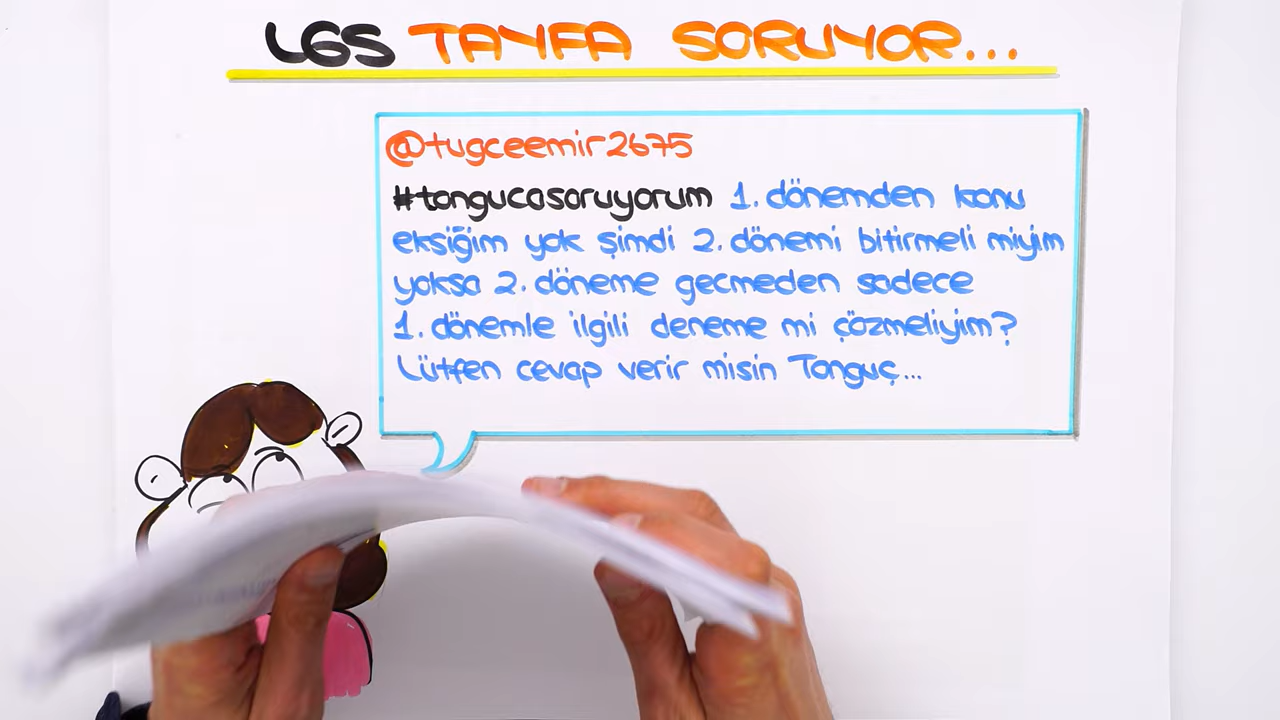 LGS TAYFA SORUYOR...
@tugceemir2675
#tongucasoruyorum 1. dönemden konu
eksiğim yok şimdi 2. dönemi bitirmeli miyim
yoksa 2. döneme gecmeden sadece
1. dönemle ilgili deneme mi çözmeliyim?
Lütfen cevap verir misin Tonguç...